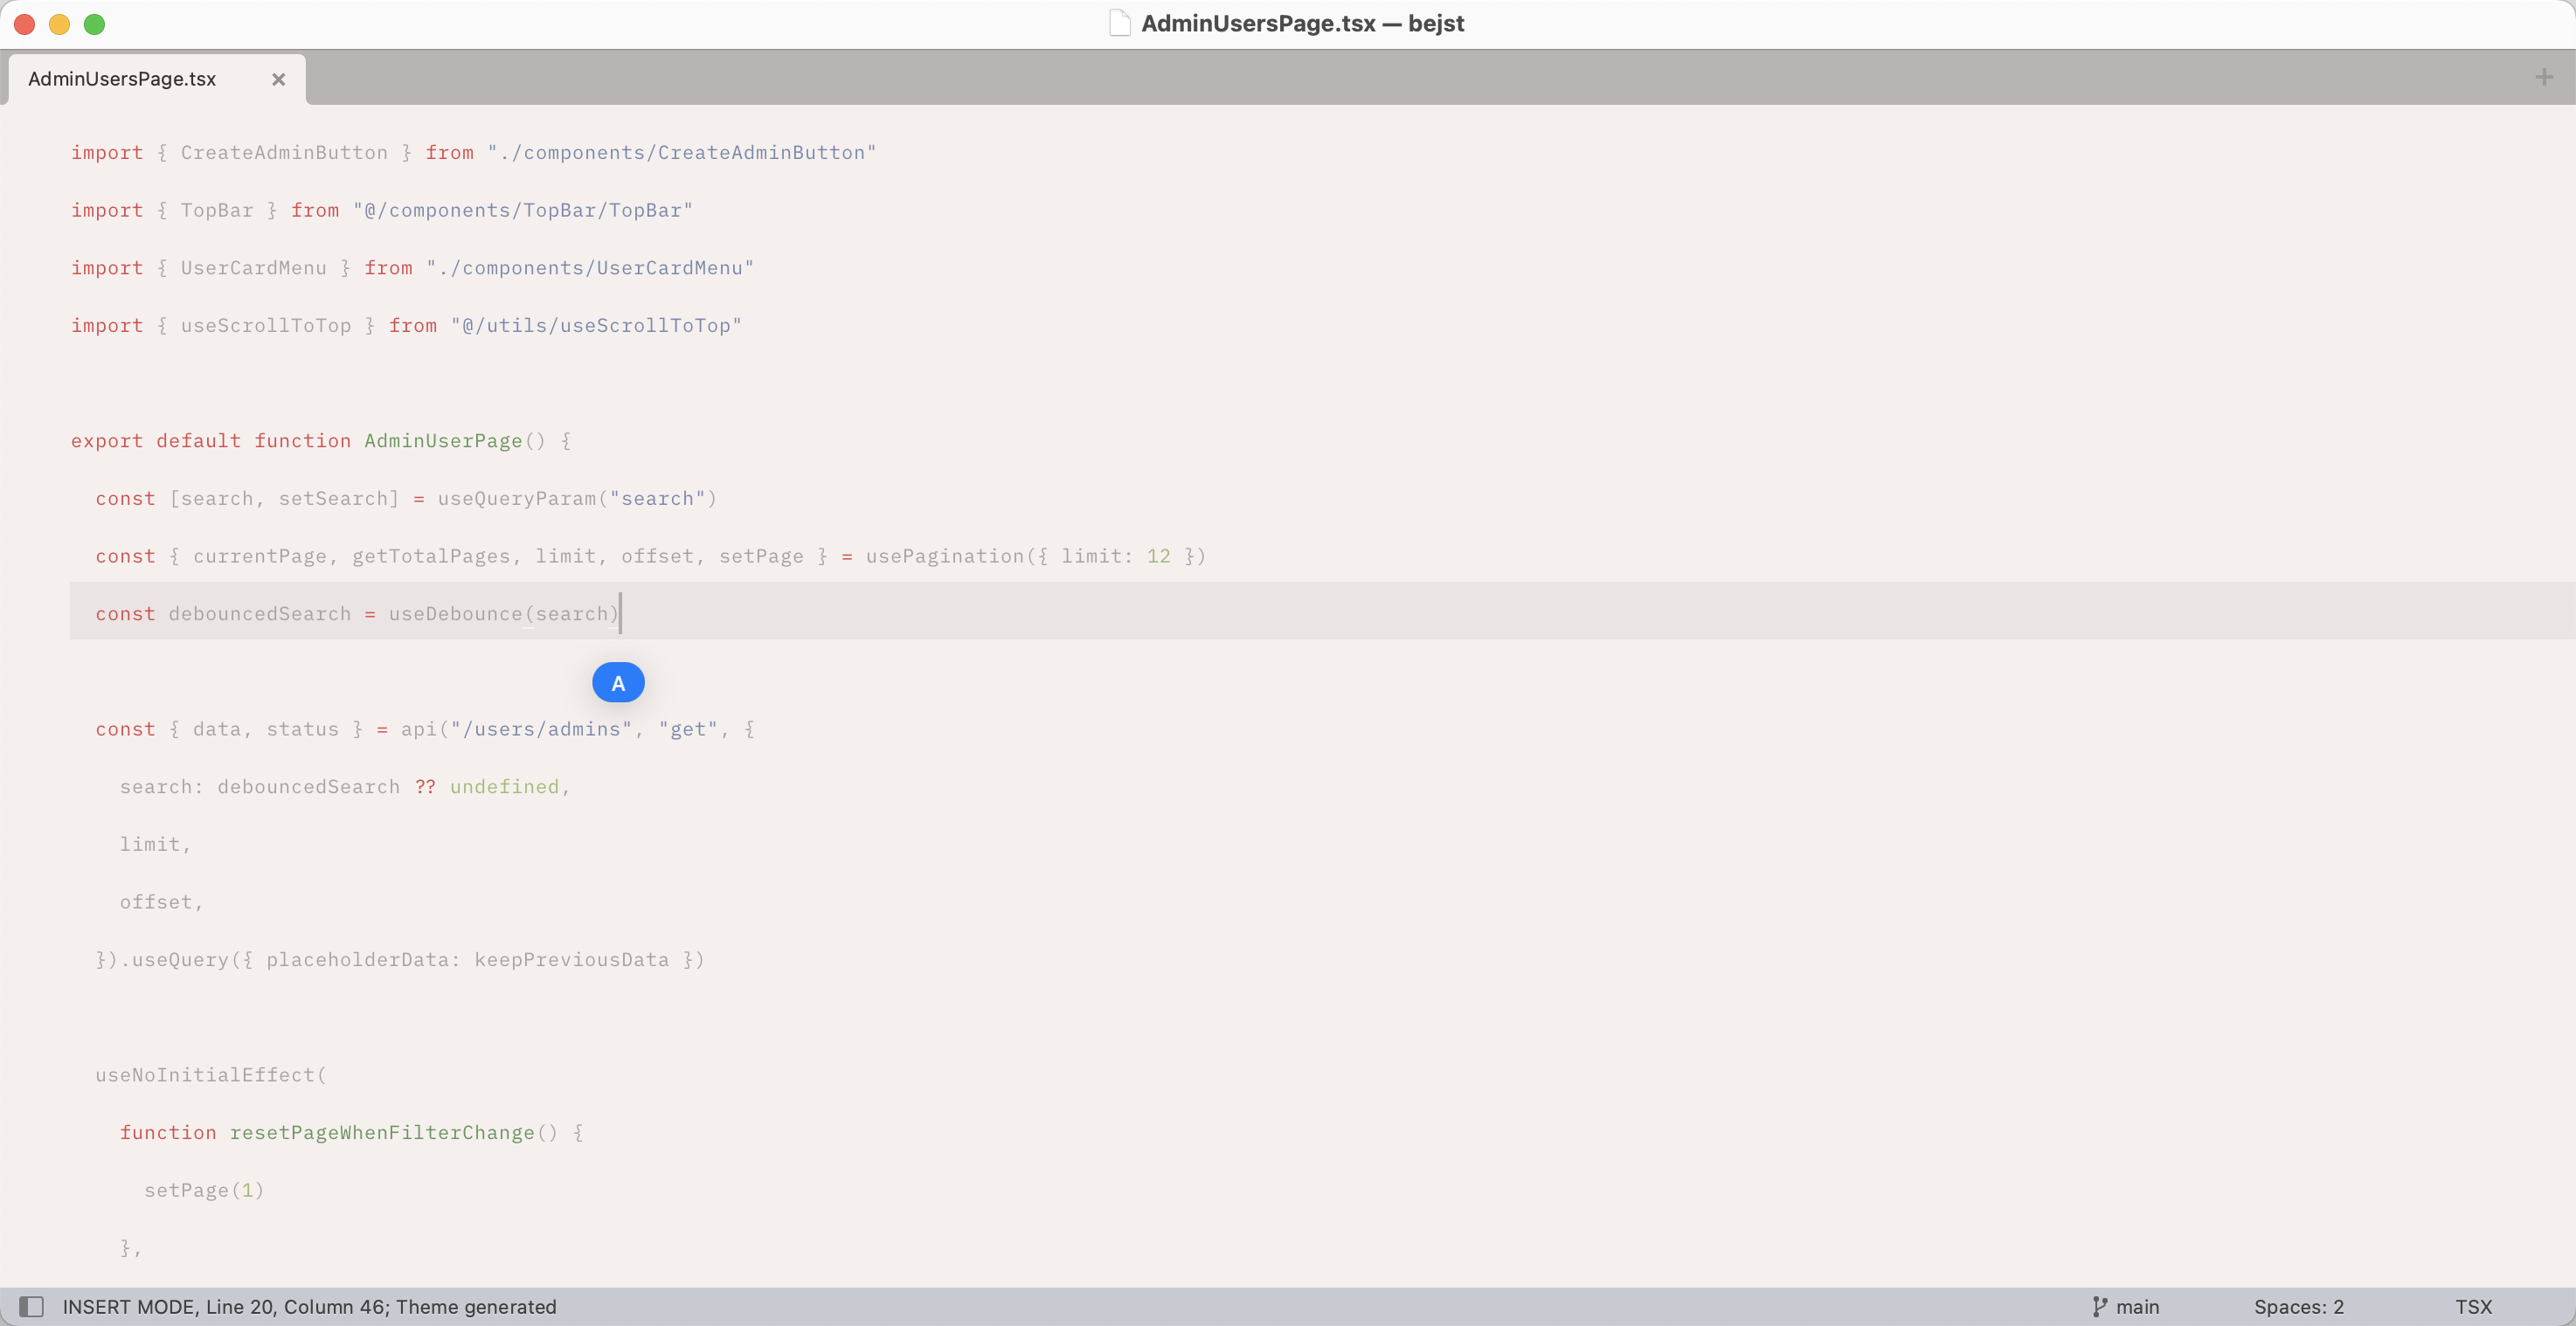 AdminUsersPage.tsx — bejst
AdminUsersPage.tsx
import { CreateAdminButton } from "./components/CreateAdminButton"
import { TopBar } from "@/components/TopBar/TopBar"
import { UserCardMenu } from "./components/UserCardMenu"
import { useScrollToTop } from "@/utils/useScrollToTop"
export default function AdminUserPage() {
const [search, setSearch] = useQueryParam("search")
const { currentPage, getTotalPages, limit, offset, setPage } = usePagination({ limit: 12 })
const debouncedSearch = useDebounce(search)
A
const { data, status } = api("/users/admins", "get", {
search: debouncedSearch ?? undefined,
limit,
offset,
}).useQuery({ placeholderData: keepPreviousData })
useNoInitialEffect(
function resetPageWhenFilterChange() {
setPage(1)
},
INSERT MODE, Line 20, Column 46; Theme generated
main
Spaces: 2
TSX